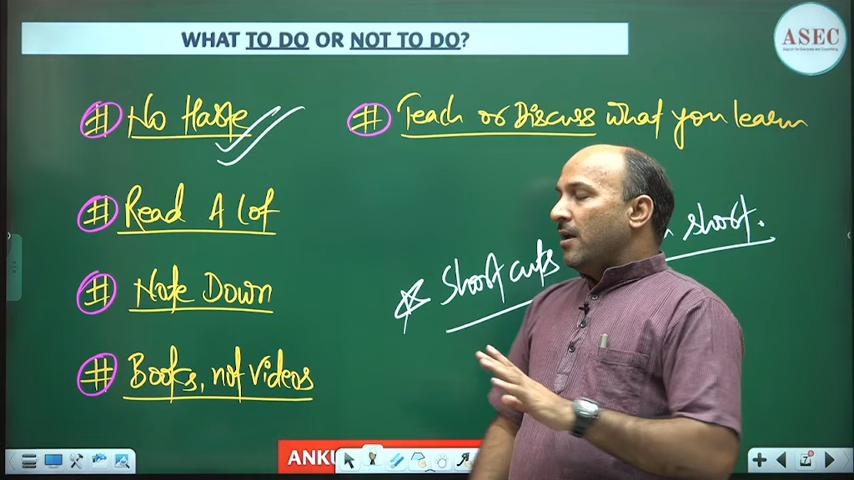 WHAT TO DO OR NOT TO DO?
ASEC
# No Haste
# Teach or Discuss what you learn
# Read A lot
* Short cuts
short.
# Note Down
# Books, not Videos
ANKU